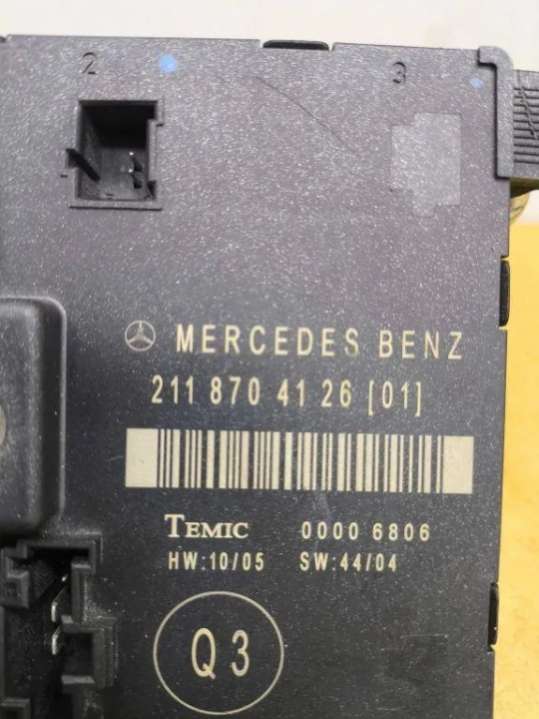 2 3
MERCEDES BENZ
211 870 41 26 [01]
TEMIC 0000 6806
HW:10/05 SW:44/04
Q3